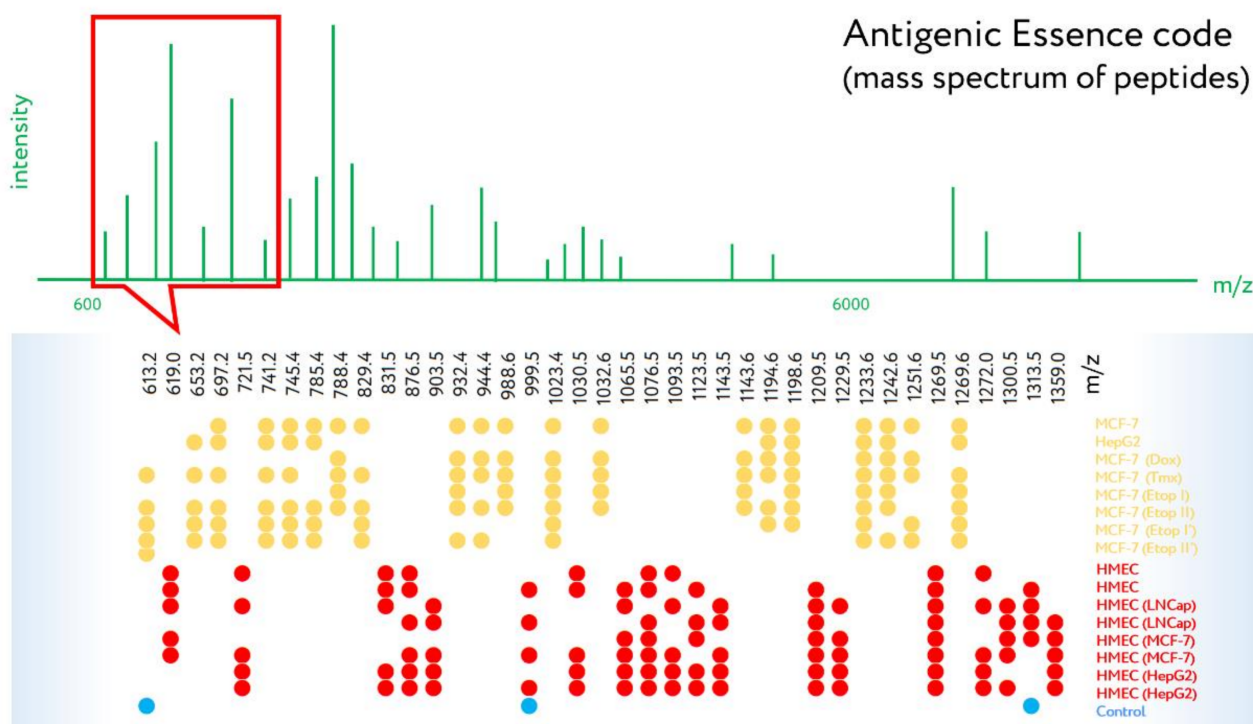 Antigenic Essence code
(mass spectrum of peptides)
intensity
m/z
600
6000
613.2
619.0
653.2
697.2
721.5
741.2
745.4
785.4
788.4
829.4
831.5
876.5
903.5
932.4
944.4
988.6
999.5
1023.4
1030.5
1032.6
1065.5
1076.5
1093.5
1123.5
1143.5
1143.6
1194.6
1198.6
1209.5
1229.5
1233.6
1242.6
1251.6
1269.5
1269.6
1272.0
1300.5
1313.5
1359.0
m/z
MCF-7
HepG2
MCF-7 (Dox)
MCF-7 (Tmx)
MCF-7 (Etop I)
MCF-7 (Etop II)
MCF-7 (Etop I')
MCF-7 (Etop II')
HMEC
HMEC
HMEC (LNCap)
HMEC (LNCap)
HMEC (MCF-7)
HMEC (MCF-7)
HMEC (HepG2)
HMEC (HepG2)
Control